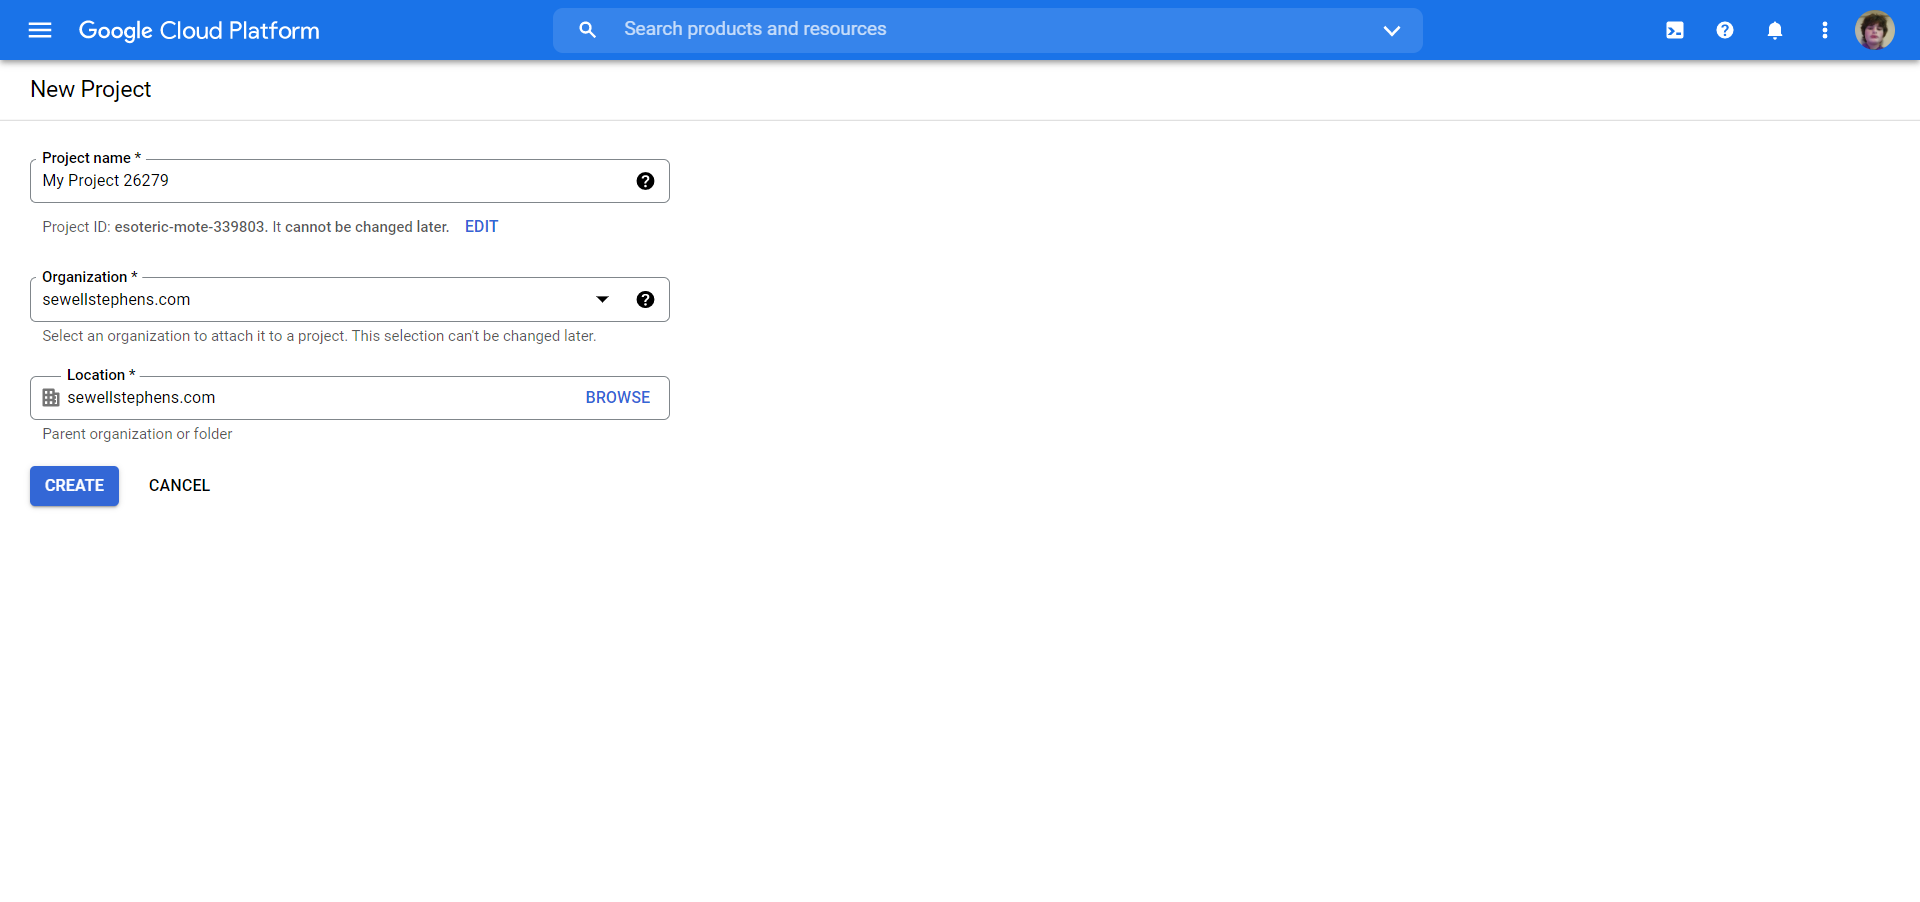 Google Cloud Platform
Search products and resources
New Project
Project name *
My Project 26279
Project ID: esoteric-mote-339803. It cannot be changed later. EDIT
Organization *
sewellstephens.com
Select an organization to attach it to a project. This selection can't be changed later.
Location *
sewellstephens.com BROWSE
Parent organization or folder
CREATE CANCEL